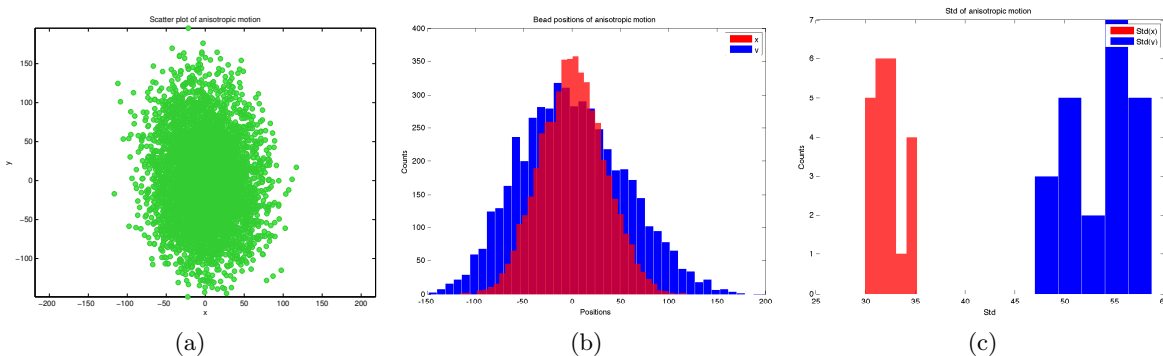 Scatter plot of anisotropic motion
150
100
50
0
−50
−100
y
−200 −150 −100 −50 0 50 100 150 200
x
(a)
Bead positions of anisotropic motion
400
350
300
250
200
150
100
50
0
Counts
x
y
−150 −100 −50 0 50 100 150 200
Positions
(b)
Std of anisotropic motion
7
6
5
4
3
2
1
0
Counts
Std(x)
Std(y)
25 30 35 40 45 50 55 60
Std
(c)